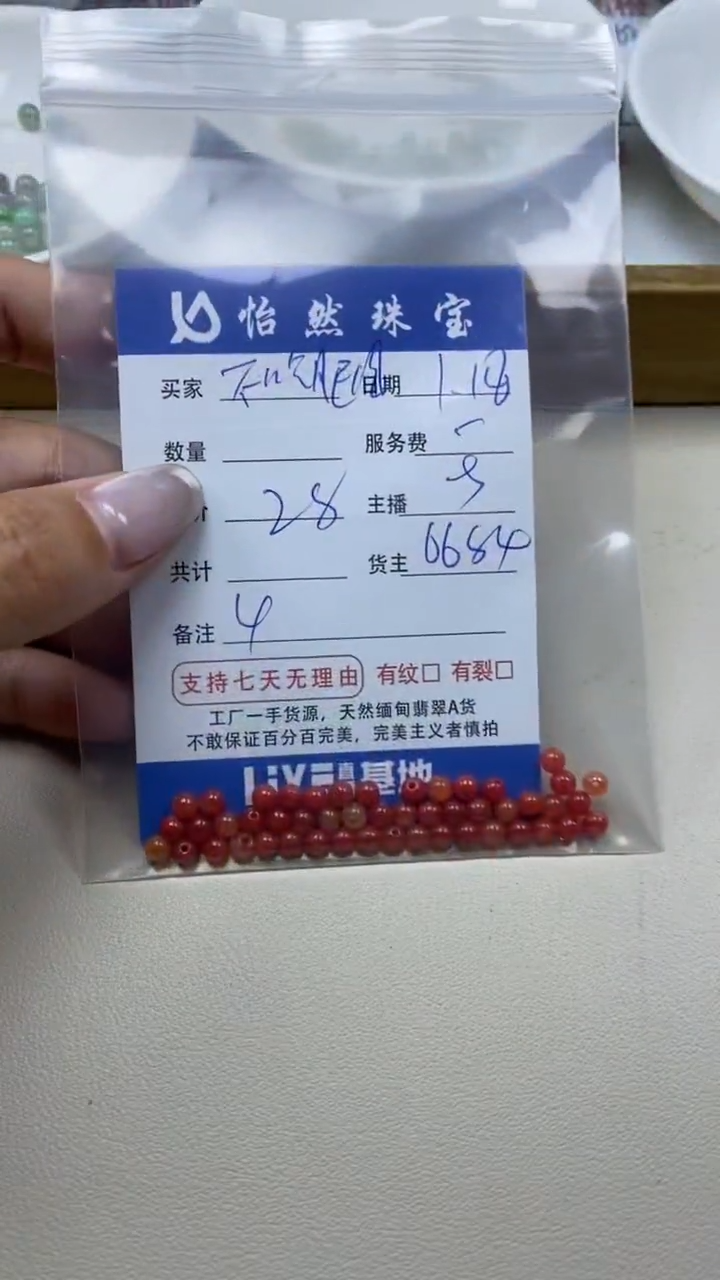 怡然珠宝
买家 日期 1.18
数量 服务费
价 28 主播
共计 货主 6684
备注 4
支持七天无理由 有纹□ 有裂□
工厂一手货源，天然缅甸翡翠A货
不敢保证百分百完美，完美主义者慎拍
基地